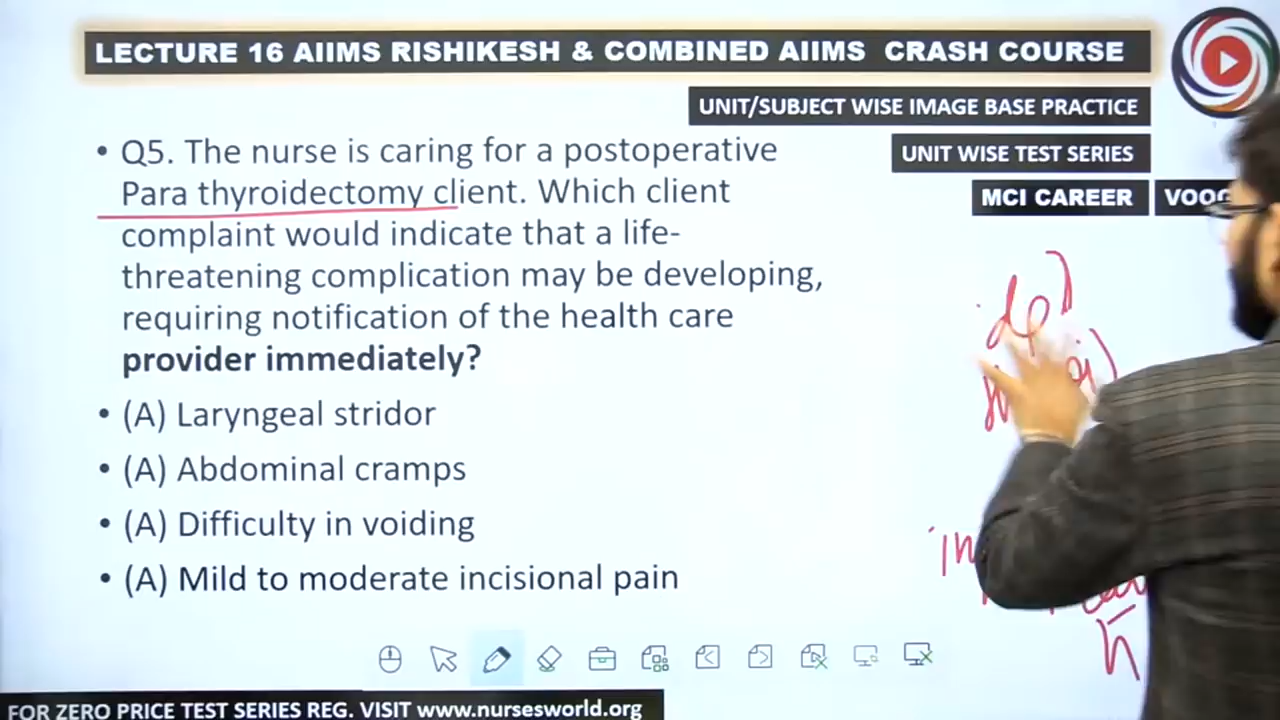 LECTURE 16 AIIMS RISHIKESH & COMBINED AIIMS CRASH COURSE
UNIT/SUBJECT WISE IMAGE BASE PRACTICE
UNIT WISE TEST SERIES
MCI CAREER
• Q5. The nurse is caring for a postoperative
Para thyroidectomy client. Which client
complaint would indicate that a life-
threatening complication may be developing,
requiring notification of the health care
provider immediately?
• (A) Laryngeal stridor
• (A) Abdominal cramps
• (A) Difficulty in voiding
• (A) Mild to moderate incisional pain
FOR ZERO PRICE TEST SERIES REG. VISIT www.nursesworld.org